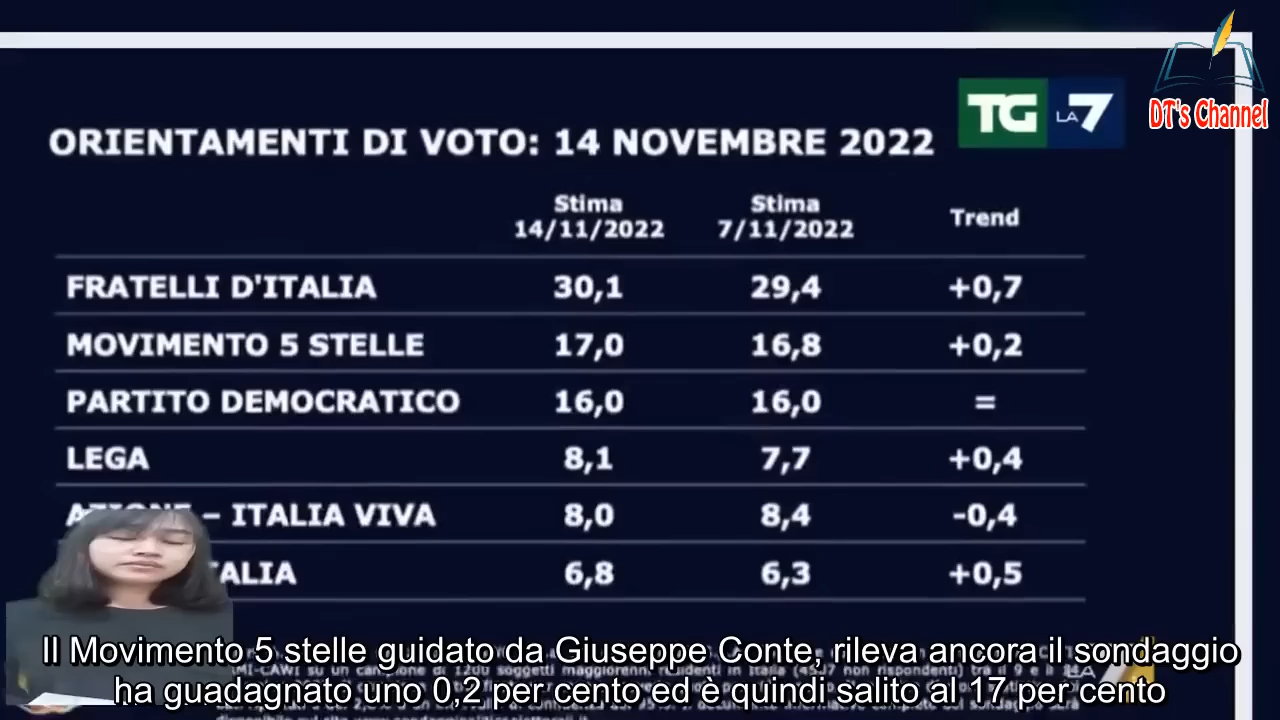 DT's Channel
TG LA7
ORIENTAMENTI DI VOTO: 14 NOVEMBRE 2022
Stima 14/11/2022 Stima 7/11/2022 Trend
FRATELLI D'ITALIA 30,1 29,4 +0,7
MOVIMENTO 5 STELLE 17,0 16,8 +0,2
PARTITO DEMOCRATICO 16,0 16,0 =
LEGA 8,1 7,7 +0,4
AZIONE – ITALIA VIVA 8,0 8,4 -0,4
ALIA 6,8 6,3 +0,5
Il Movimento 5 stelle guidato da Giuseppe Conte, rileva ancora il sondaggio
ha guadagnato uno 0,2 per cento ed è quindi salito al 17 per cento